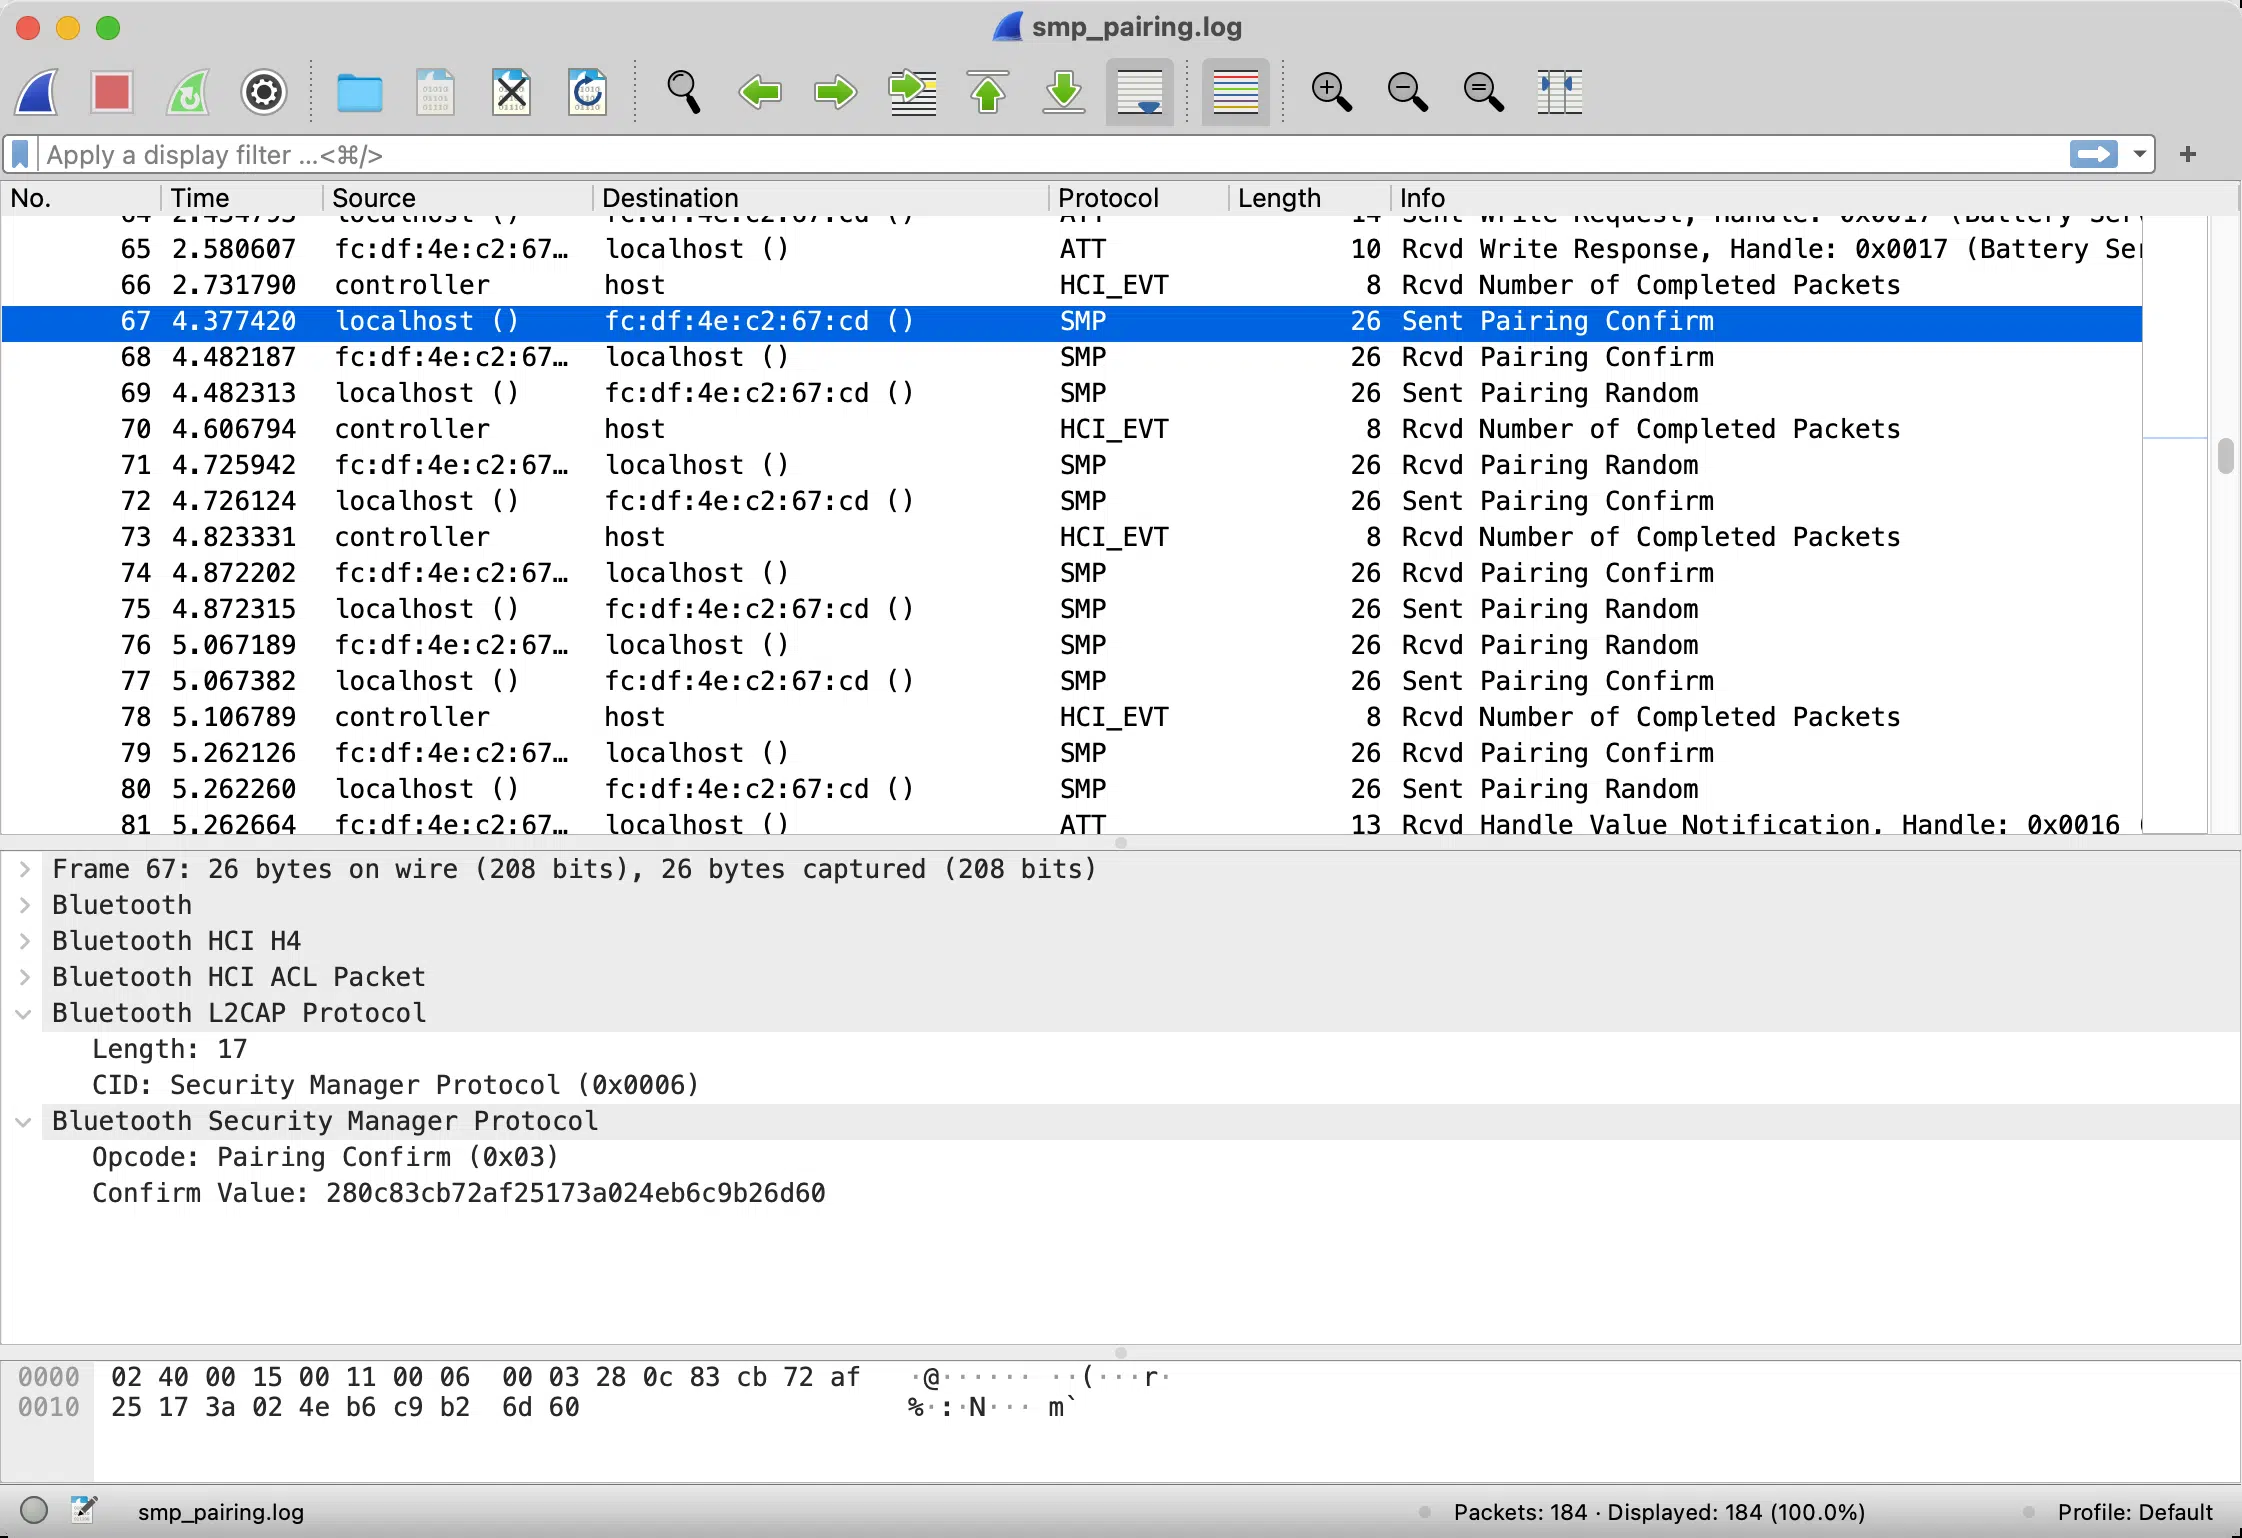 smp_pairing.log
Apply a display filter ...<⌘/>
No. Time Source Destination Protocol Length Info
65 2.580607 fc:df:4e:c2:67… localhost () ATT 10 Rcvd Write Response, Handle: 0x0017 (Battery Ser
66 2.731790 controller host HCI_EVT 8 Rcvd Number of Completed Packets
67 4.377420 localhost () fc:df:4e:c2:67:cd () SMP 26 Sent Pairing Confirm
68 4.482187 fc:df:4e:c2:67… localhost () SMP 26 Rcvd Pairing Confirm
69 4.482313 localhost () fc:df:4e:c2:67:cd () SMP 26 Sent Pairing Random
70 4.606794 controller host HCI_EVT 8 Rcvd Number of Completed Packets
71 4.725942 fc:df:4e:c2:67… localhost () SMP 26 Rcvd Pairing Random
72 4.726124 localhost () fc:df:4e:c2:67:cd () SMP 26 Sent Pairing Confirm
73 4.823331 controller host HCI_EVT 8 Rcvd Number of Completed Packets
74 4.872202 fc:df:4e:c2:67… localhost () SMP 26 Rcvd Pairing Confirm
75 4.872315 localhost () fc:df:4e:c2:67:cd () SMP 26 Sent Pairing Random
76 5.067189 fc:df:4e:c2:67… localhost () SMP 26 Rcvd Pairing Random
77 5.067382 localhost () fc:df:4e:c2:67:cd () SMP 26 Sent Pairing Confirm
78 5.106789 controller host HCI_EVT 8 Rcvd Number of Completed Packets
79 5.262126 fc:df:4e:c2:67… localhost () SMP 26 Rcvd Pairing Confirm
80 5.262260 localhost () fc:df:4e:c2:67:cd () SMP 26 Sent Pairing Random
81 5.262664 fc:df:4e:c2:67… localhost () ATT 13 Rcvd Handle Value Notification, Handle: 0x0016 (
Frame 67: 26 bytes on wire (208 bits), 26 bytes captured (208 bits)
Bluetooth
Bluetooth HCI H4
Bluetooth HCI ACL Packet
Bluetooth L2CAP Protocol
Length: 17
CID: Security Manager Protocol (0x0006)
Bluetooth Security Manager Protocol
Opcode: Pairing Confirm (0x03)
Confirm Value: 280c83cb72af25173a024eb6c9b26d60
0000 02 40 00 15 00 11 00 06 00 03 28 0c 83 cb 72 af ·@······ ··(···r·
0010 25 17 3a 02 4e b6 c9 b2 6d 60 %·:·N··· m`
smp_pairing.log Packets: 184 · Displayed: 184 (100.0%) Profile: Default